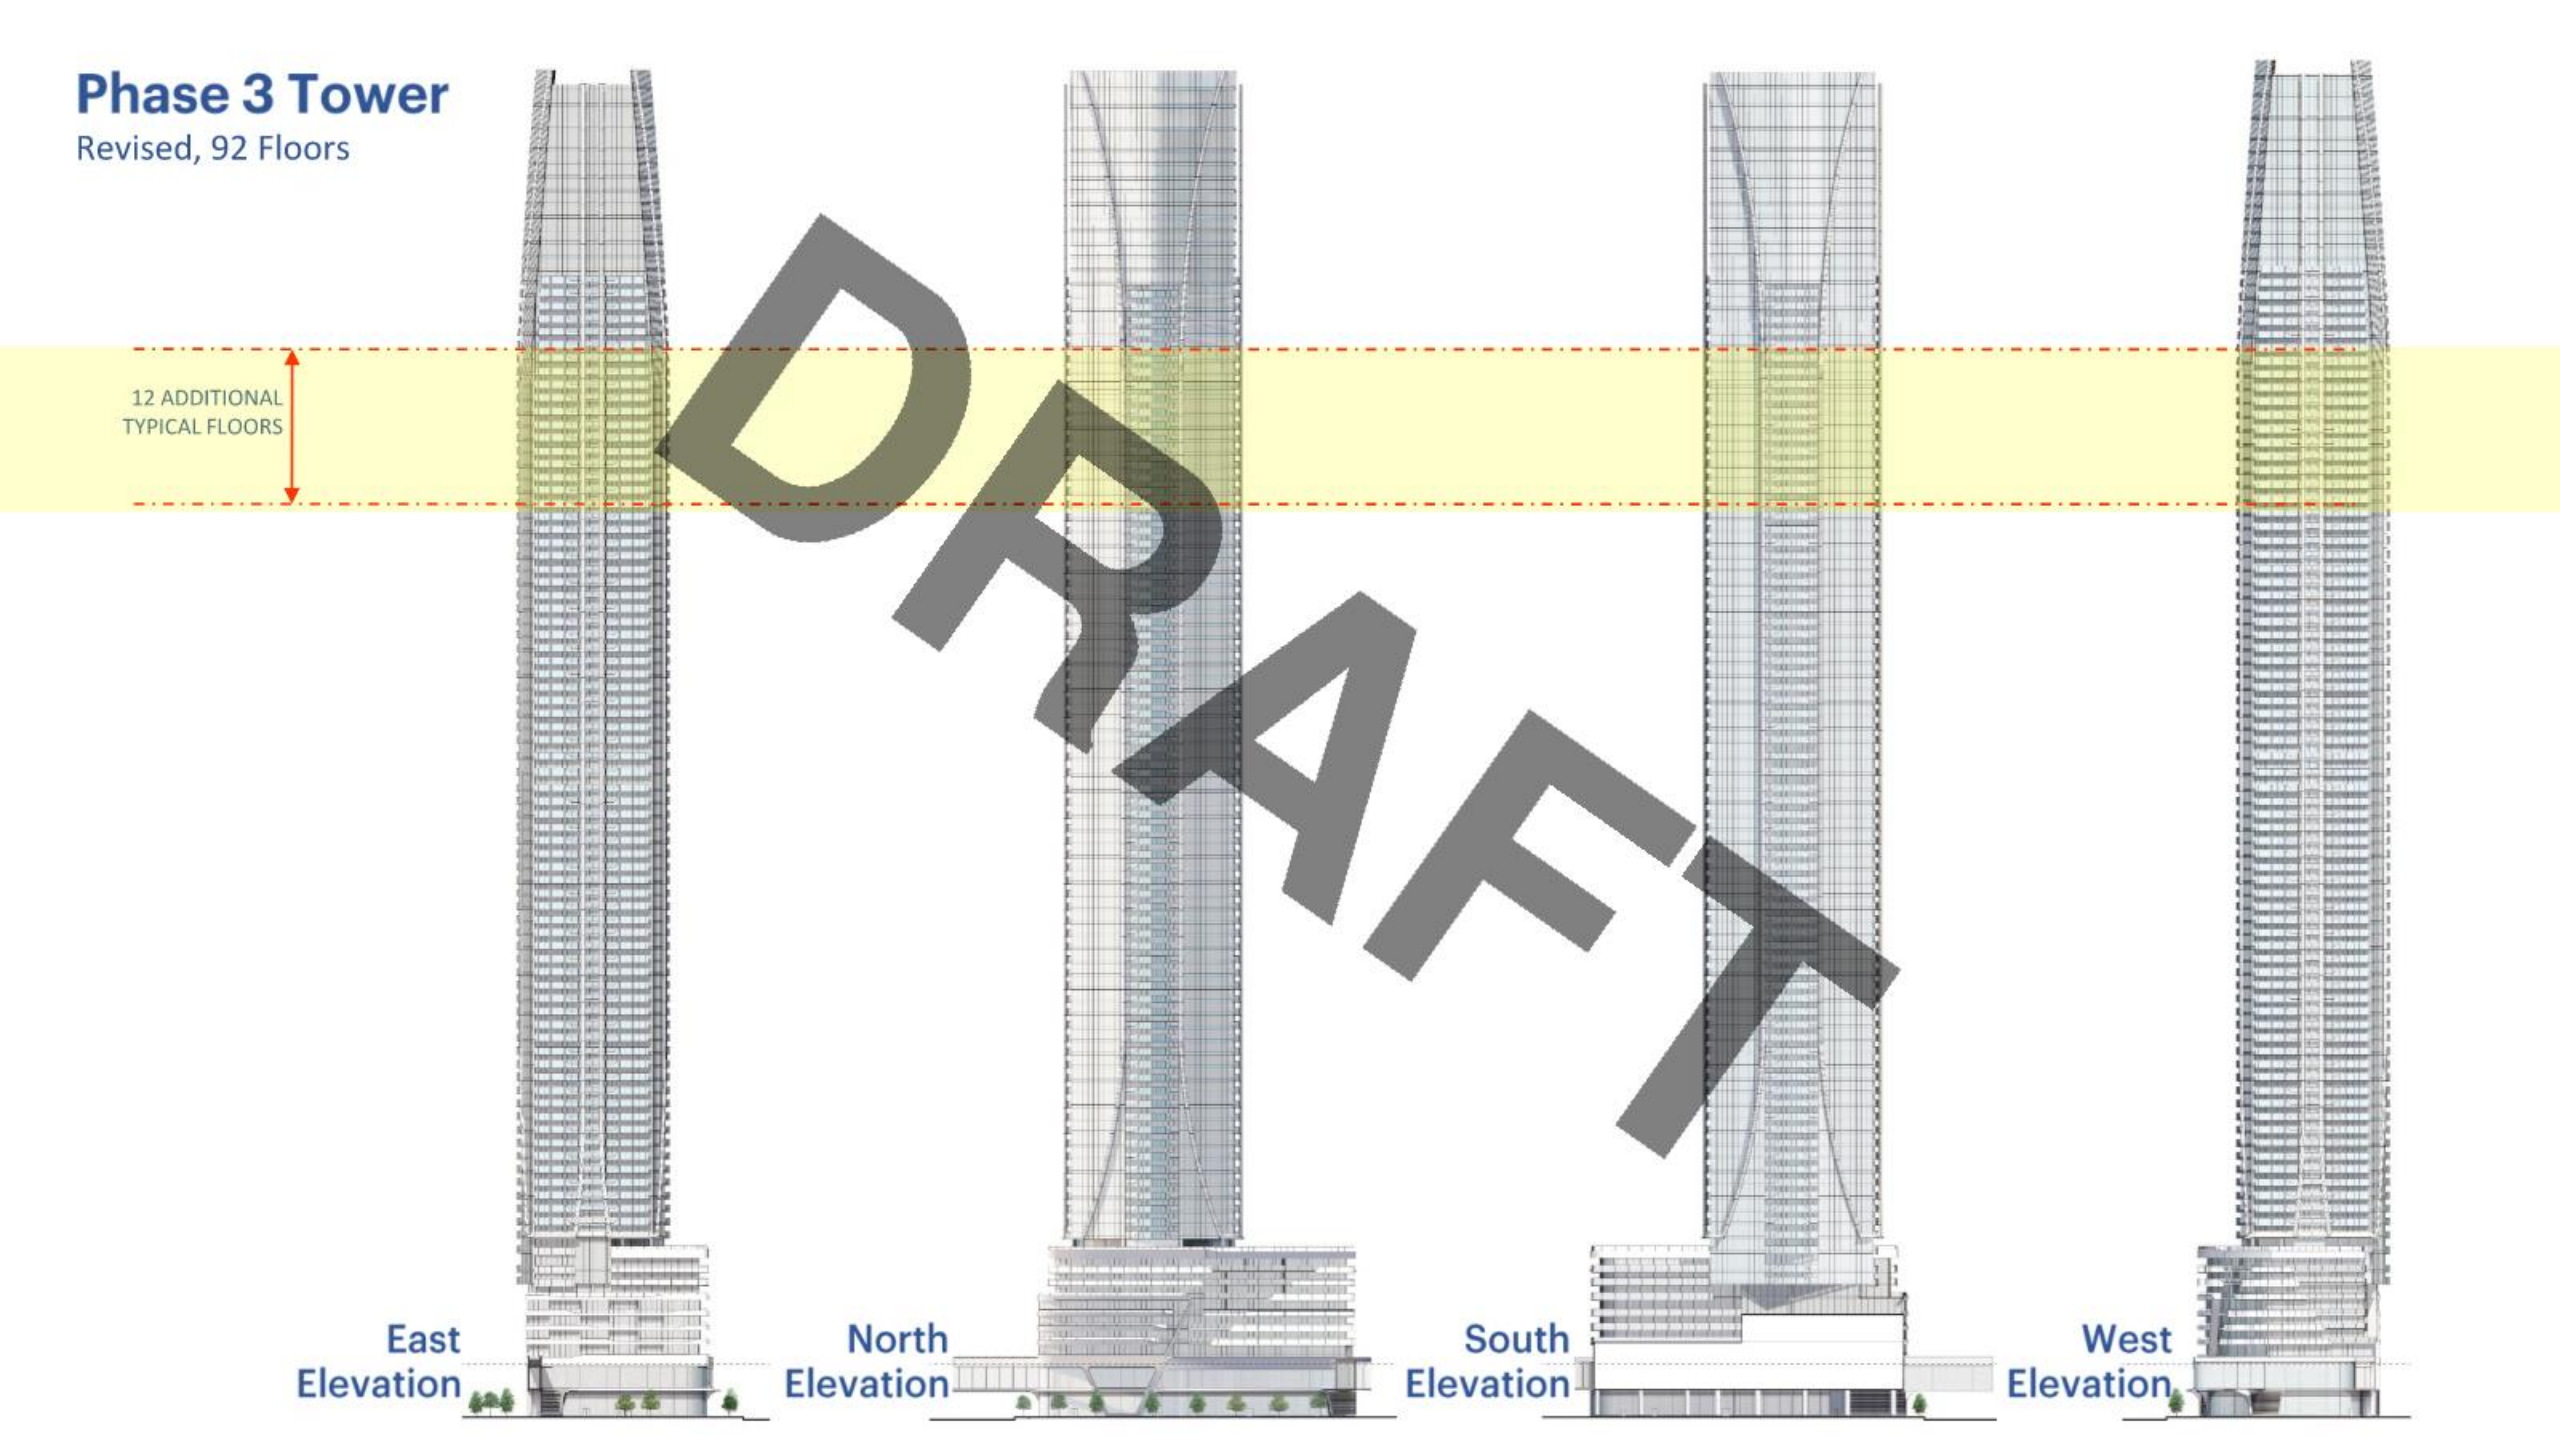 Phase 3 Tower
Revised, 92 Floors
12 ADDITIONAL
TYPICAL FLOORS
DRAFT
East
Elevation
North
Elevation
South
Elevation
West
Elevation